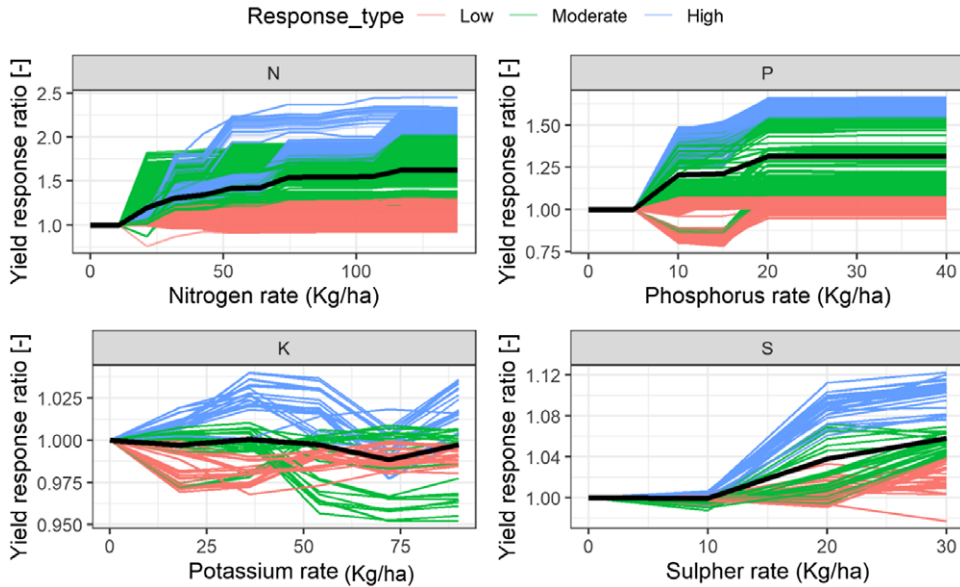 Response_type Low Moderate High
N
Yield response ratio [-]
2.5
2.0
1.5
1.0
0 50 100
Nitrogen rate (Kg/ha)
P
Yield response ratio [-]
1.50
1.25
1.00
0.75
0 10 20 30 40
Phosphorus rate (Kg/ha)
K
Yield response ratio [-]
1.025
1.000
0.975
0.950
0 25 50 75
Potassium rate (Kg/ha)
S
Yield response ratio [-]
1.12
1.08
1.04
1.00
0 10 20 30
Sulpher rate (Kg/ha)